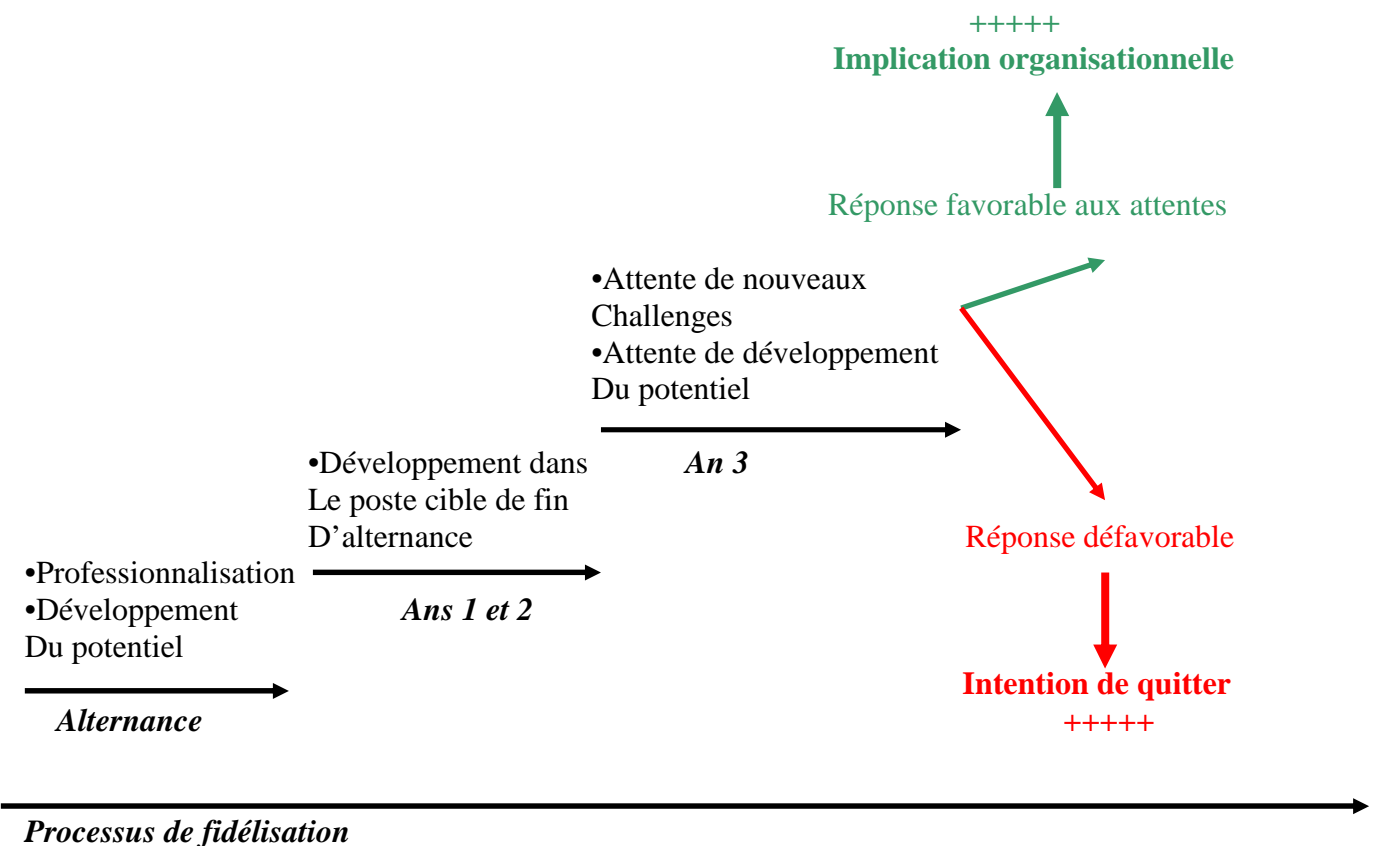 +++++
Implication organisationnelle
Réponse favorable aux attentes
•Attente de nouveaux
Challenges
•Attente de développement
Du potentiel
An 3
•Développement dans
Le poste cible de fin
D’alternance
Ans 1 et 2
•Professionnalisation
•Développement
Du potentiel
Alternance
Réponse défavorable
Intention de quitter
+++++
Processus de fidélisation